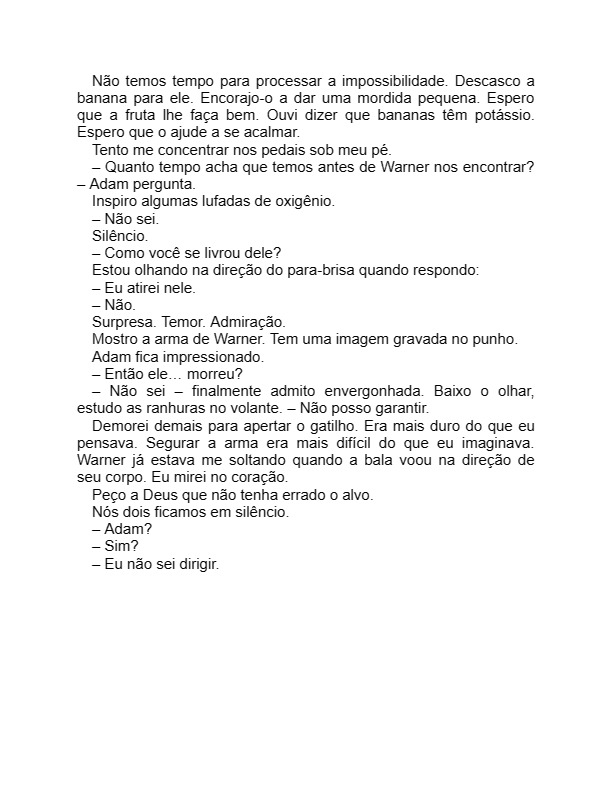 Não temos tempo para processar a impossibilidade. Descasco a
banana para ele. Encorajo-o a dar uma mordida pequena. Espero
que a fruta lhe faça bem. Ouvi dizer que bananas têm potássio.
Espero que o ajude a se acalmar.
Tento me concentrar nos pedais sob meu pé.
– Quanto tempo acha que temos antes de Warner nos encontrar?
– Adam pergunta.
Inspiro algumas lufadas de oxigênio.
– Não sei.
Silêncio.
– Como você se livrou dele?
Estou olhando na direção do para-brisa quando respondo:
– Eu atirei nele.
– Não.
Surpresa. Temor. Admiração.
Mostro a arma de Warner. Tem uma imagem gravada no punho.
Adam fica impressionado.
– Então ele… morreu?
– Não sei – finalmente admito envergonhada. Baixo o olhar,
estudo as ranhuras no volante. – Não posso garantir.
Demorei demais para apertar o gatilho. Era mais duro do que eu
pensava. Segurar a arma era mais difícil do que eu imaginava.
Warner já estava me soltando quando a bala voou na direção de
seu corpo. Eu mirei no coração.
Peço a Deus que não tenha errado o alvo.
Nós dois ficamos em silêncio.
– Adam?
– Sim?
– Eu não sei dirigir.